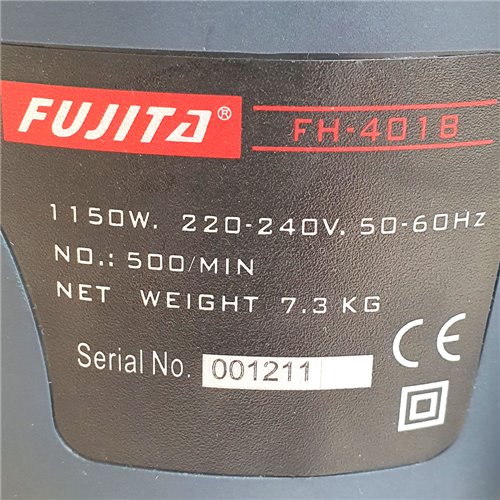 FUJITA® FH-4018
1150W. 220-240V. 50-60Hz
NO.: 500/MIN
NET WEIGHT 7.3 KG
Serial No. 001211
CE